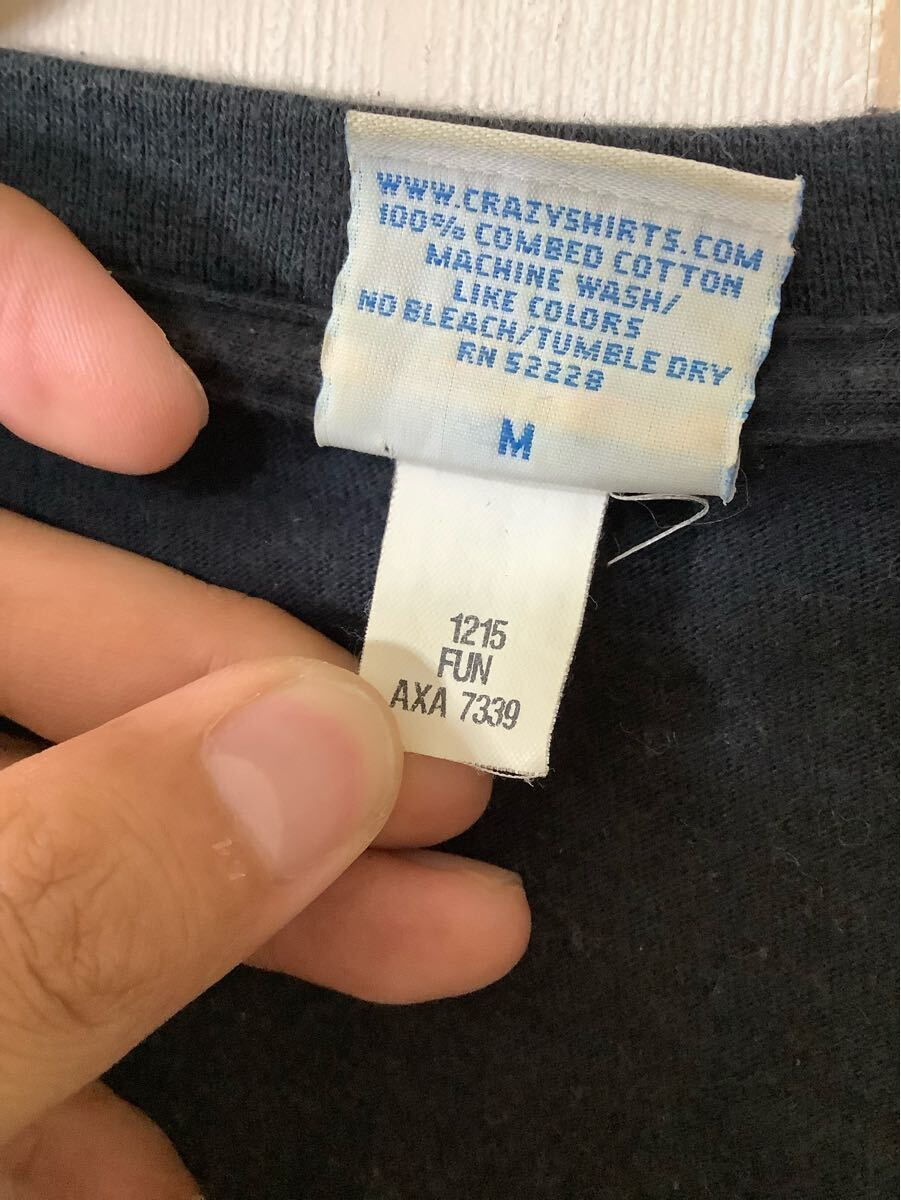 WWW.CRAZYSHIRTS.COM
100% COMBED COTTON
MACHINE WASH/
LIKE COLORS
NO BLEACH/TUMBLE DRY
RN 52228
M
1215
FUN
AXA 7339